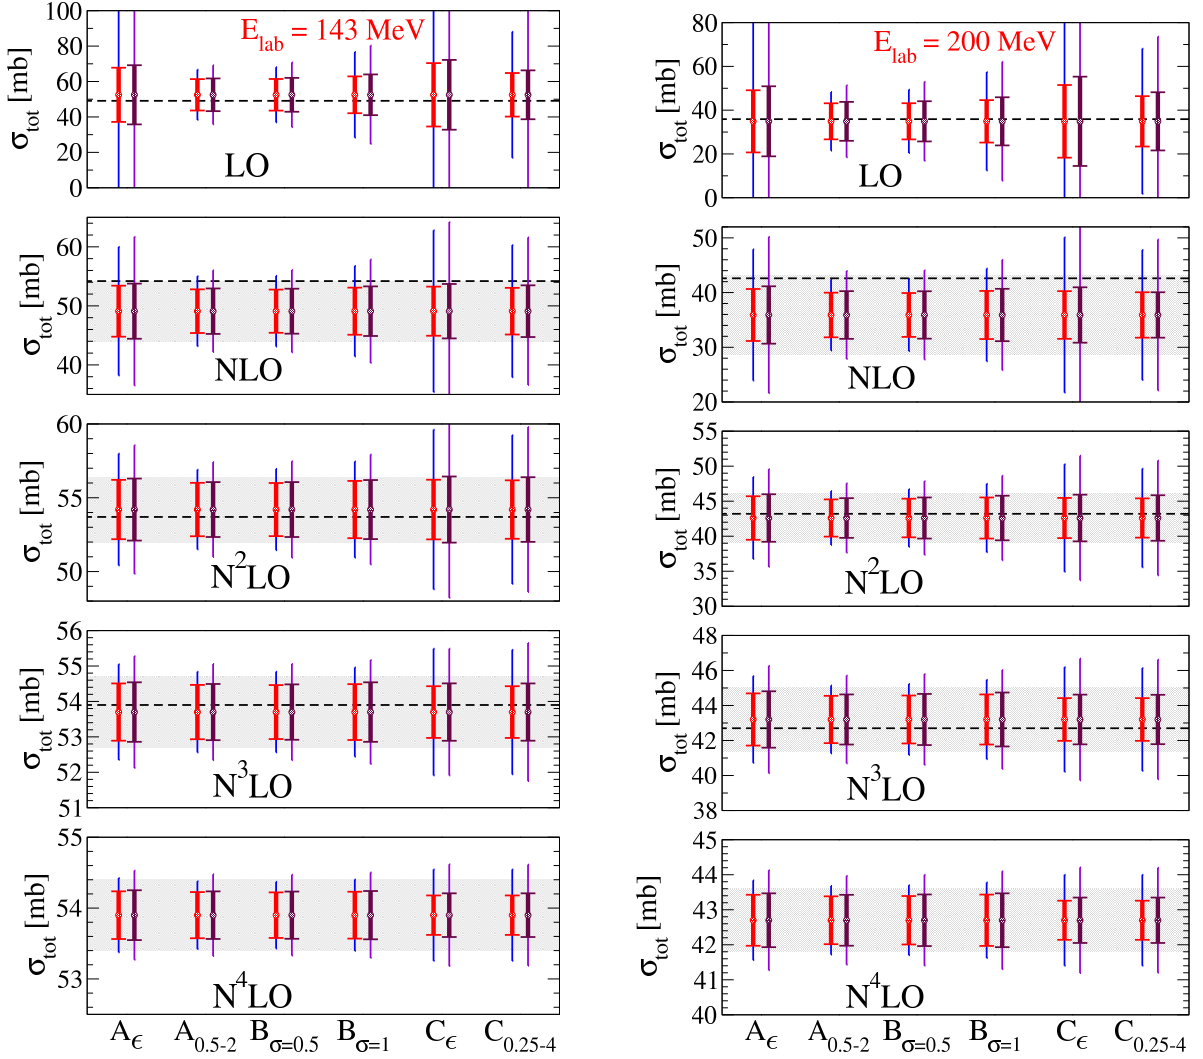 E_lab = 143 MeV
σ_tot [mb]
100
80
60
40
20
0
LO
σ_tot [mb]
60
50
40
NLO
σ_tot [mb]
60
55
50
N²LO
σ_tot [mb]
56
55
54
53
52
51
N³LO
σ_tot [mb]
55
54
53
N⁴LO
A_ϵ A_0.5-2 B_σ=0.5 B_σ=1 C_ϵ C_0.25-4
E_lab = 200 MeV
σ_tot [mb]
80
60
40
20
0
LO
σ_tot [mb]
50
40
30
20
NLO
σ_tot [mb]
55
50
45
40
35
30
N²LO
σ_tot [mb]
48
46
44
42
40
38
N³LO
σ_tot [mb]
45
44
43
42
41
40
N⁴LO
A_ϵ A_0.5-2 B_σ=0.5 B_σ=1 C_ϵ C_0.25-4